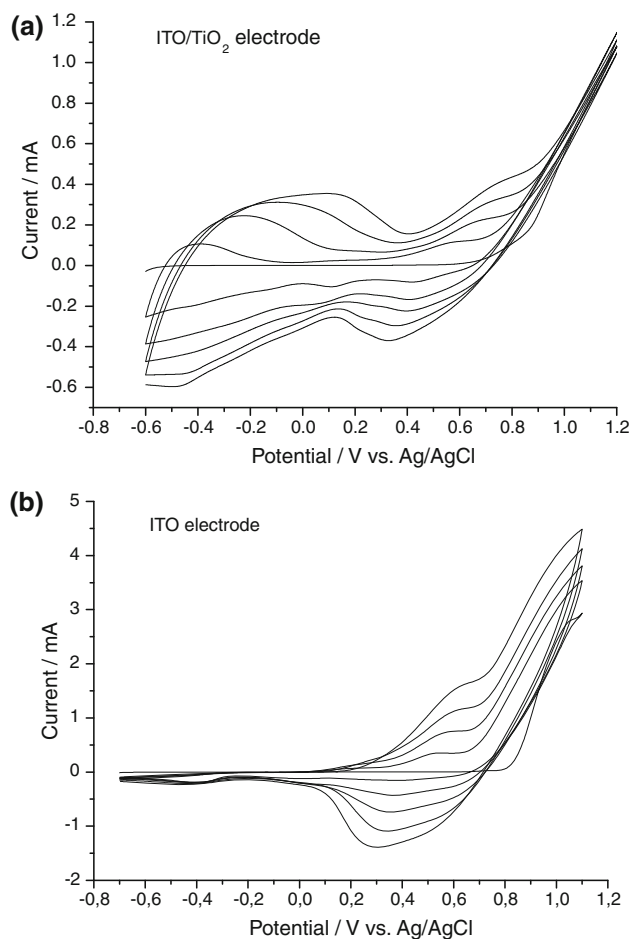 (a)
ITO/TiO₂ electrode
Current / mA
1.2
1.0
0.8
0.6
0.4
0.2
0.0
-0.2
-0.4
-0.6
-0.8 -0.6 -0.4 -0.2 0.0 0.2 0.4 0.6 0.8 1.0 1.2
Potential / V vs. Ag/AgCl
(b)
ITO electrode
Current / mA
5
4
3
2
1
0
-1
-2
-0,8 -0,6 -0,4 -0,2 0,0 0,2 0,4 0,6 0,8 1,0 1,2
Potential / V vs. Ag/AgCl